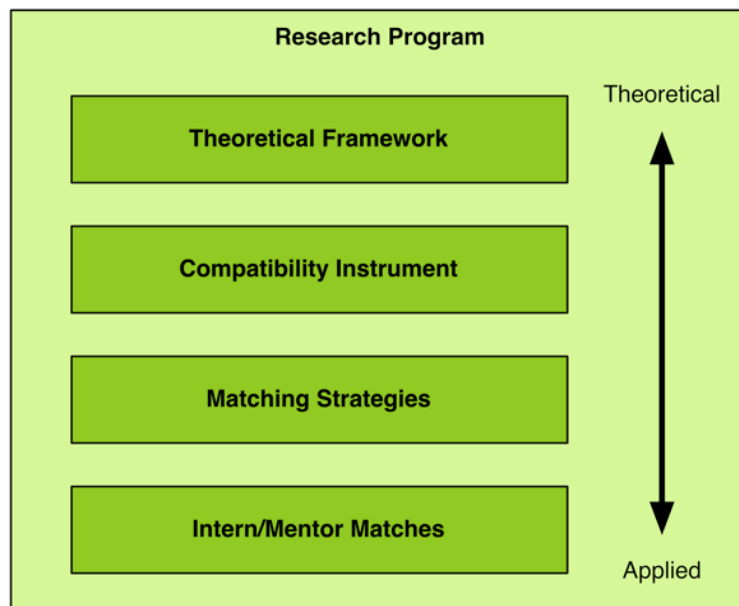 Research Program
Theoretical
Theoretical Framework
Compatibility Instrument
Matching Strategies
Intern/Mentor Matches
Applied